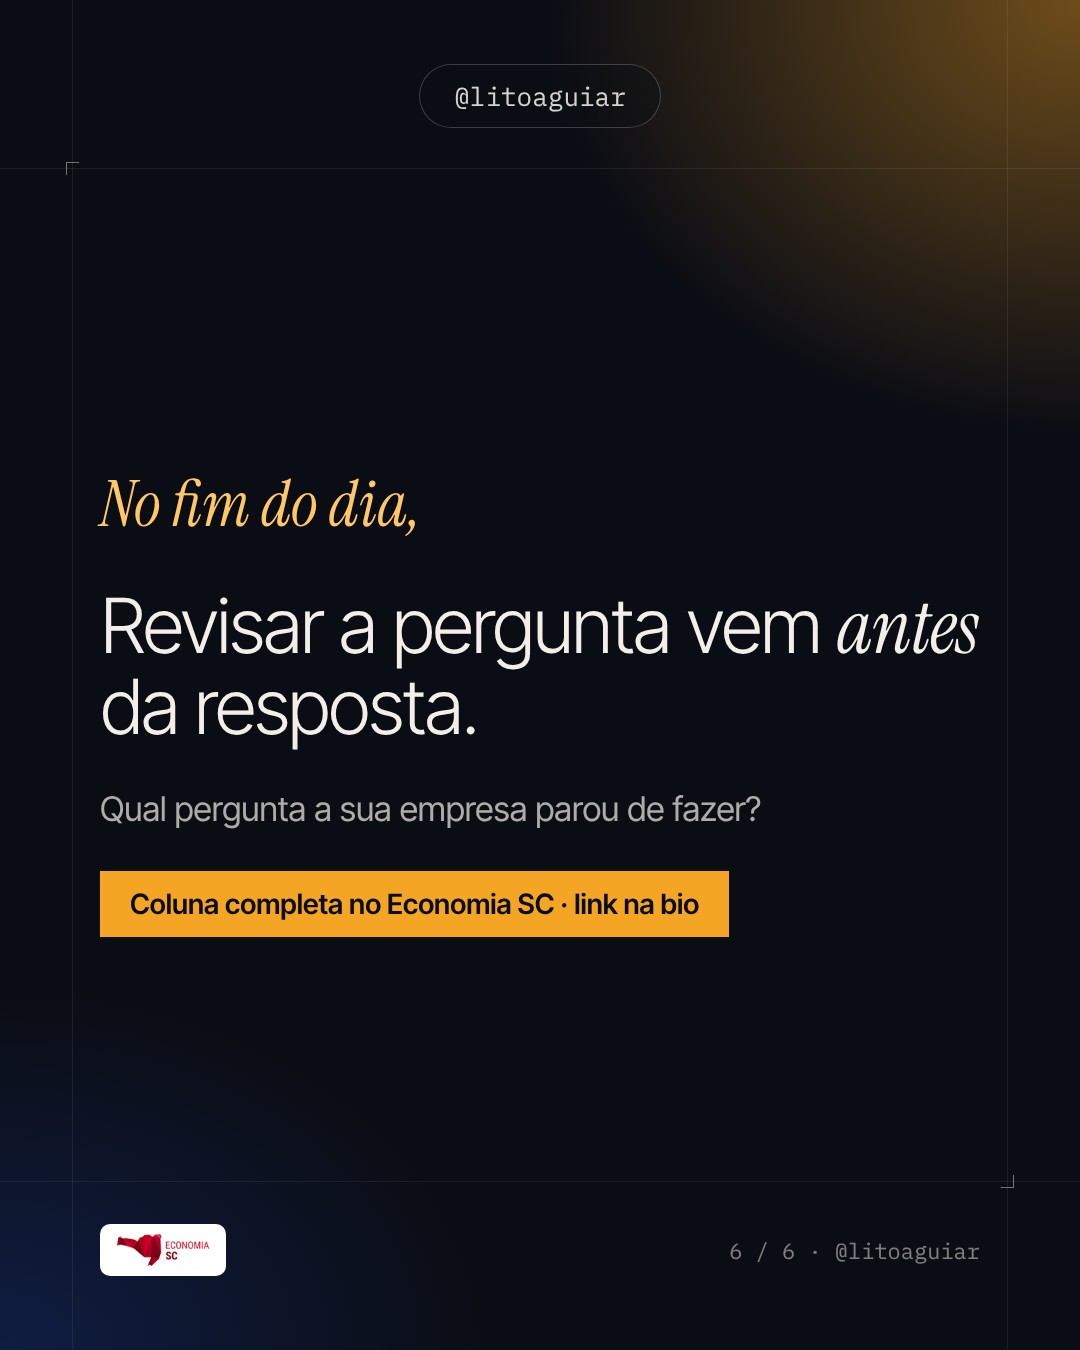 @litoaguiar
No fim do dia,
Revisar a pergunta vem antes
da resposta.
Qual pergunta a sua empresa parou de fazer?
Coluna completa no Economia SC · link na bio
ECONOMIA
SC
6 / 6 · @litoaguiar